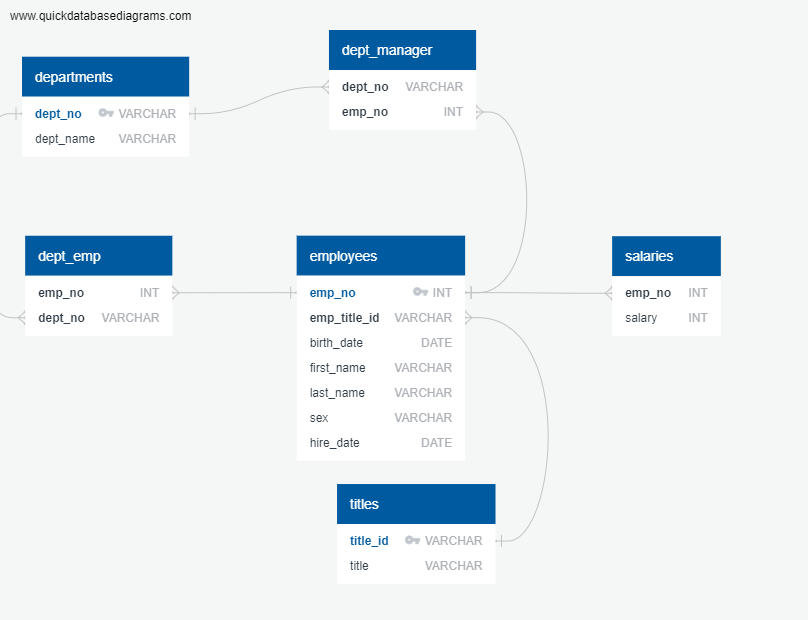 www.quickdatabasediagrams.com
departments
dept_no VARCHAR
dept_name VARCHAR
dept_manager
dept_no VARCHAR
emp_no INT
dept_emp
emp_no INT
dept_no VARCHAR
employees
emp_no INT
emp_title_id VARCHAR
birth_date DATE
first_name VARCHAR
last_name VARCHAR
sex VARCHAR
hire_date DATE
salaries
emp_no INT
salary INT
titles
title_id VARCHAR
title VARCHAR